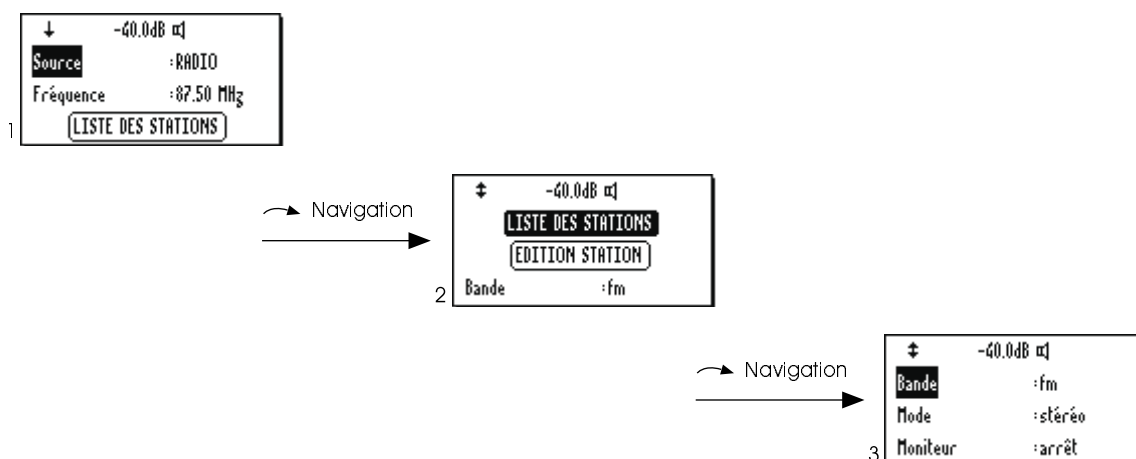 -40.0dB
Source :RADIO
Fréquence :87.50 MHz
LISTE DES STATIONS
1
Navigation
-40.0dB
LISTE DES STATIONS
EDITION STATION
Bande :fm
2
Navigation
-40.0dB
Bande :fm
Mode :stéréo
Moniteur :arrêt
3